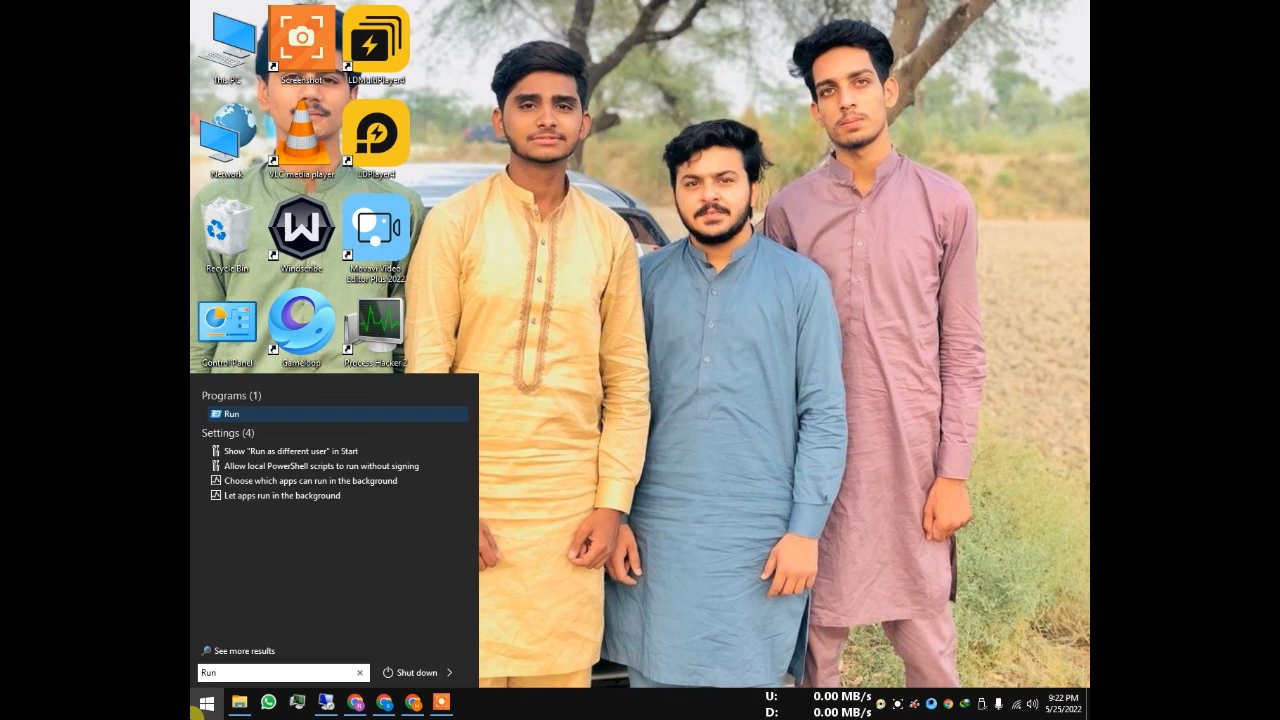 This PC
Screenshot
LDMultiPlayer4
Network
VLC media player
LDPlayer4
Recycle Bin
Windscribe
Movavi Video
Editor Plus 2022
Control Panel
Gameloop
Process Hacker 2
Programs (1)
Run
Settings (4)
Show "Run as different user" in Start
Allow local PowerShell scripts to run without signing
Choose which apps can run in the background
Let apps run in the background
See more results
Run
Shut down
U: 0.00 MB/s
D: 0.00 MB/s
9:22 PM
5/25/2022